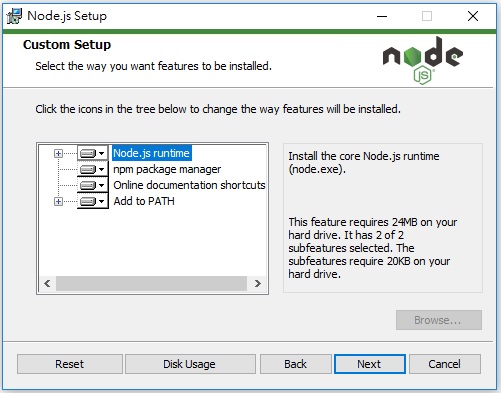 Node.js Setup
Custom Setup
Select the way you want features to be installed.
node
JS
Click the icons in the tree below to change the way features will be installed.
Node.js runtime
npm package manager
Online documentation shortcuts
Add to PATH
Install the core Node.js runtime
(node.exe).
This feature requires 24MB on your
hard drive. It has 2 of 2
subfeatures selected. The
subfeatures require 20KB on your
hard drive.
Browse...
Reset
Disk Usage
Back
Next
Cancel